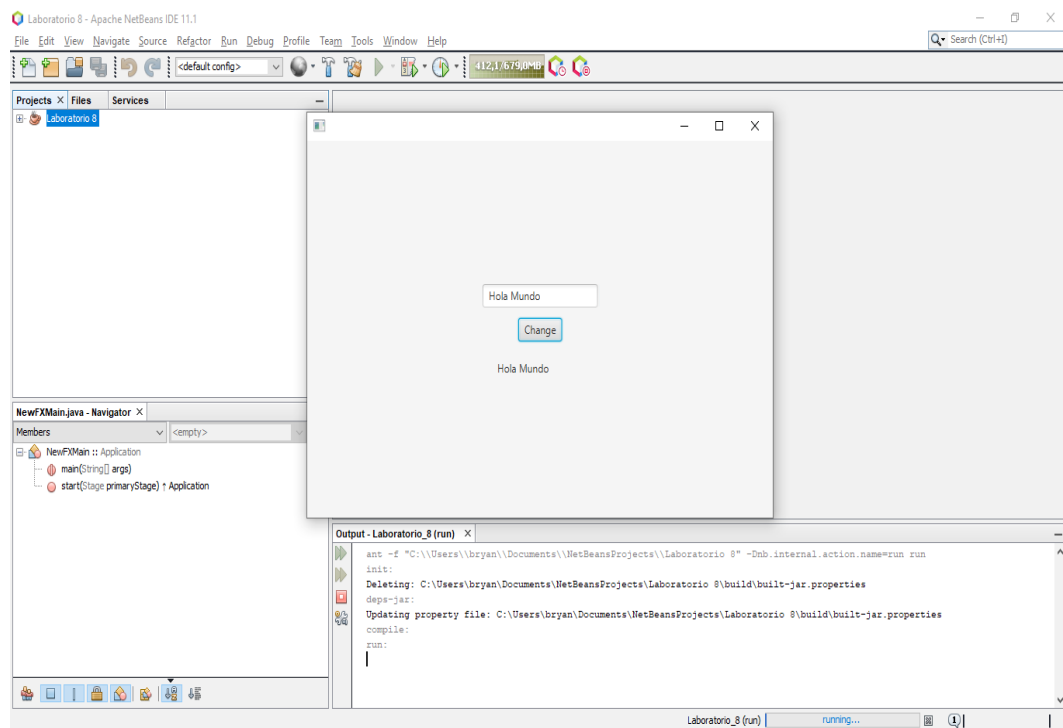 Laboratorio 8 - Apache NetBeans IDE 11.1
File Edit View Navigate Source Refactor Run Debug Profile Team Tools Window Help
Search (Ctrl+I)
<default config>
412,1/679,0MB
Projects Files Services
Laboratorio 8
Hola Mundo
Change
Hola Mundo
NewFXMain.java - Navigator
Members <empty>
NewFXMain :: Application
main(String[] args)
start(Stage primaryStage) ↑ Application
Output - Laboratorio_8 (run)
ant -f "C:\\Users\\bryan\\Documents\\NetBeansProjects\\Laboratorio 8" -Dnb.internal.action.name=run run
init:
Deleting: C:\Users\bryan\Documents\NetBeansProjects\Laboratorio 8\build\built-jar.properties
deps-jar:
Updating property file: C:\Users\bryan\Documents\NetBeansProjects\Laboratorio 8\build\built-jar.properties
compile:
run:
Laboratorio_8 (run) running... 1